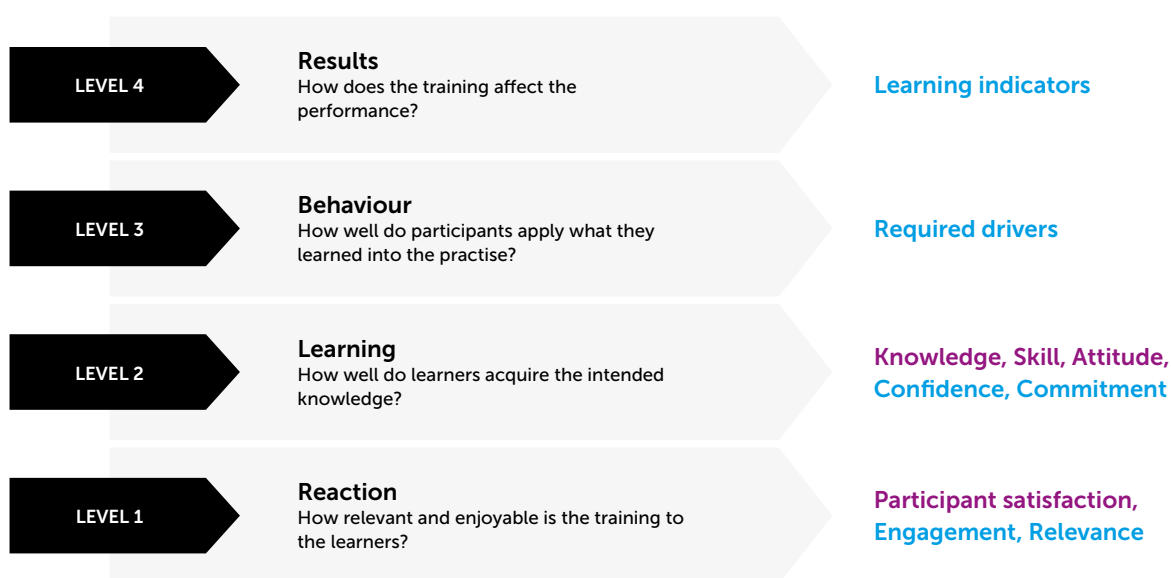 LEVEL 4
Results
How does the training affect the
performance?
Learning indicators
LEVEL 3
Behaviour
How well do participants apply what they
learned into the practise?
Required drivers
LEVEL 2
Learning
How well do learners acquire the intended
knowledge?
Knowledge, Skill, Attitude,
Confidence, Commitment
LEVEL 1
Reaction
How relevant and enjoyable is the training to
the learners?
Participant satisfaction,
Engagement, Relevance